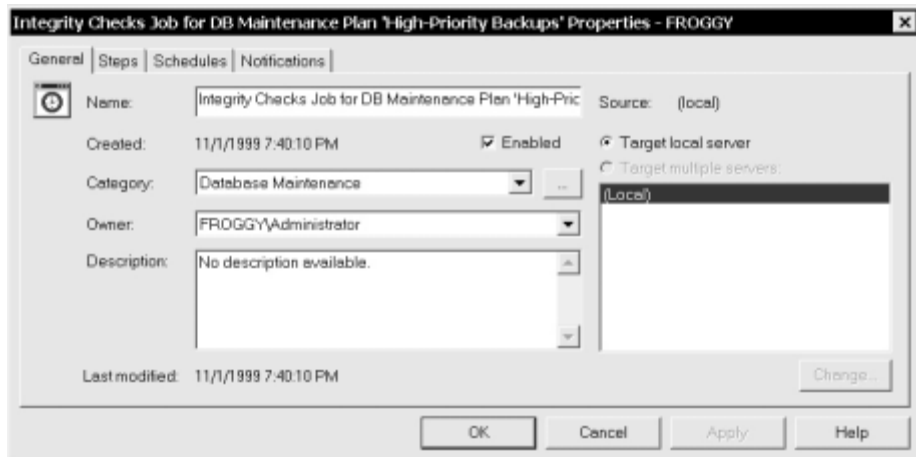 Integrity Checks Job for DB Maintenance Plan 'High-Priority Backups' Properties - FROGGY
General Steps Schedules Notifications
Name: Integrity Checks Job for DB Maintenance Plan 'High-Pric Source: (local)
Created: 11/1/1999 7:40:10 PM Enabled Target local server
Target multiple servers:
Category: Database Maintenance ... (Local)
Owner: FROGGY\Administrator
Description: No description available.
Last modified: 11/1/1999 7:40:10 PM Change...
OK Cancel Apply Help